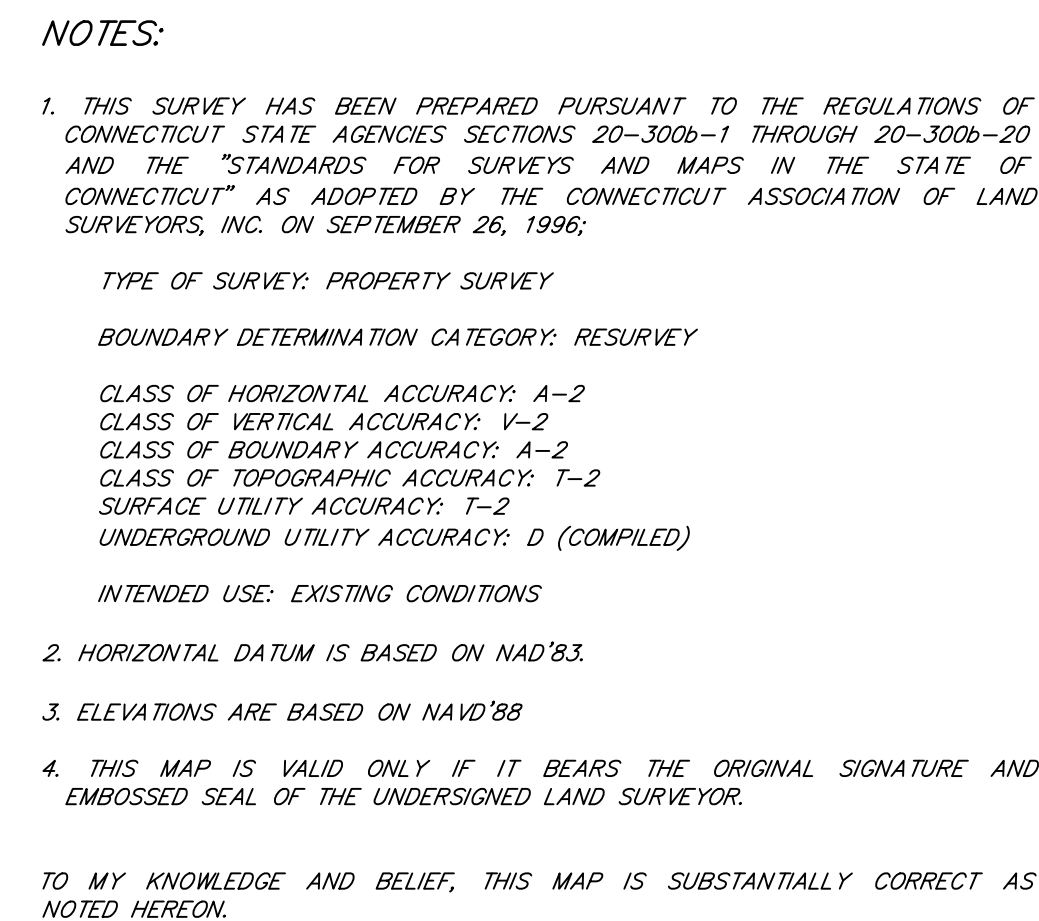 NOTES:
1. THIS SURVEY HAS BEEN PREPARED PURSUANT TO THE REGULATIONS OF
CONNECTICUT STATE AGENCIES SECTIONS 20-300b-1 THROUGH 20-300b-20
AND THE "STANDARDS FOR SURVEYS AND MAPS IN THE STATE OF
CONNECTICUT" AS ADOPTED BY THE CONNECTICUT ASSOCIATION OF LAND
SURVEYORS, INC. ON SEPTEMBER 26, 1996;
TYPE OF SURVEY: PROPERTY SURVEY
BOUNDARY DETERMINATION CATEGORY: RESURVEY
CLASS OF HORIZONTAL ACCURACY: A-2
CLASS OF VERTICAL ACCURACY: V-2
CLASS OF BOUNDARY ACCURACY: A-2
CLASS OF TOPOGRAPHIC ACCURACY: T-2
SURFACE UTILITY ACCURACY: T-2
UNDERGROUND UTILITY ACCURACY: D (COMPILED)
INTENDED USE: EXISTING CONDITIONS
2. HORIZONTAL DATUM IS BASED ON NAD'83.
3. ELEVATIONS ARE BASED ON NAVD'88
4. THIS MAP IS VALID ONLY IF IT BEARS THE ORIGINAL SIGNATURE AND
EMBOSSED SEAL OF THE UNDERSIGNED LAND SURVEYOR.
TO MY KNOWLEDGE AND BELIEF, THIS MAP IS SUBSTANTIALLY CORRECT AS
NOTED HEREON.